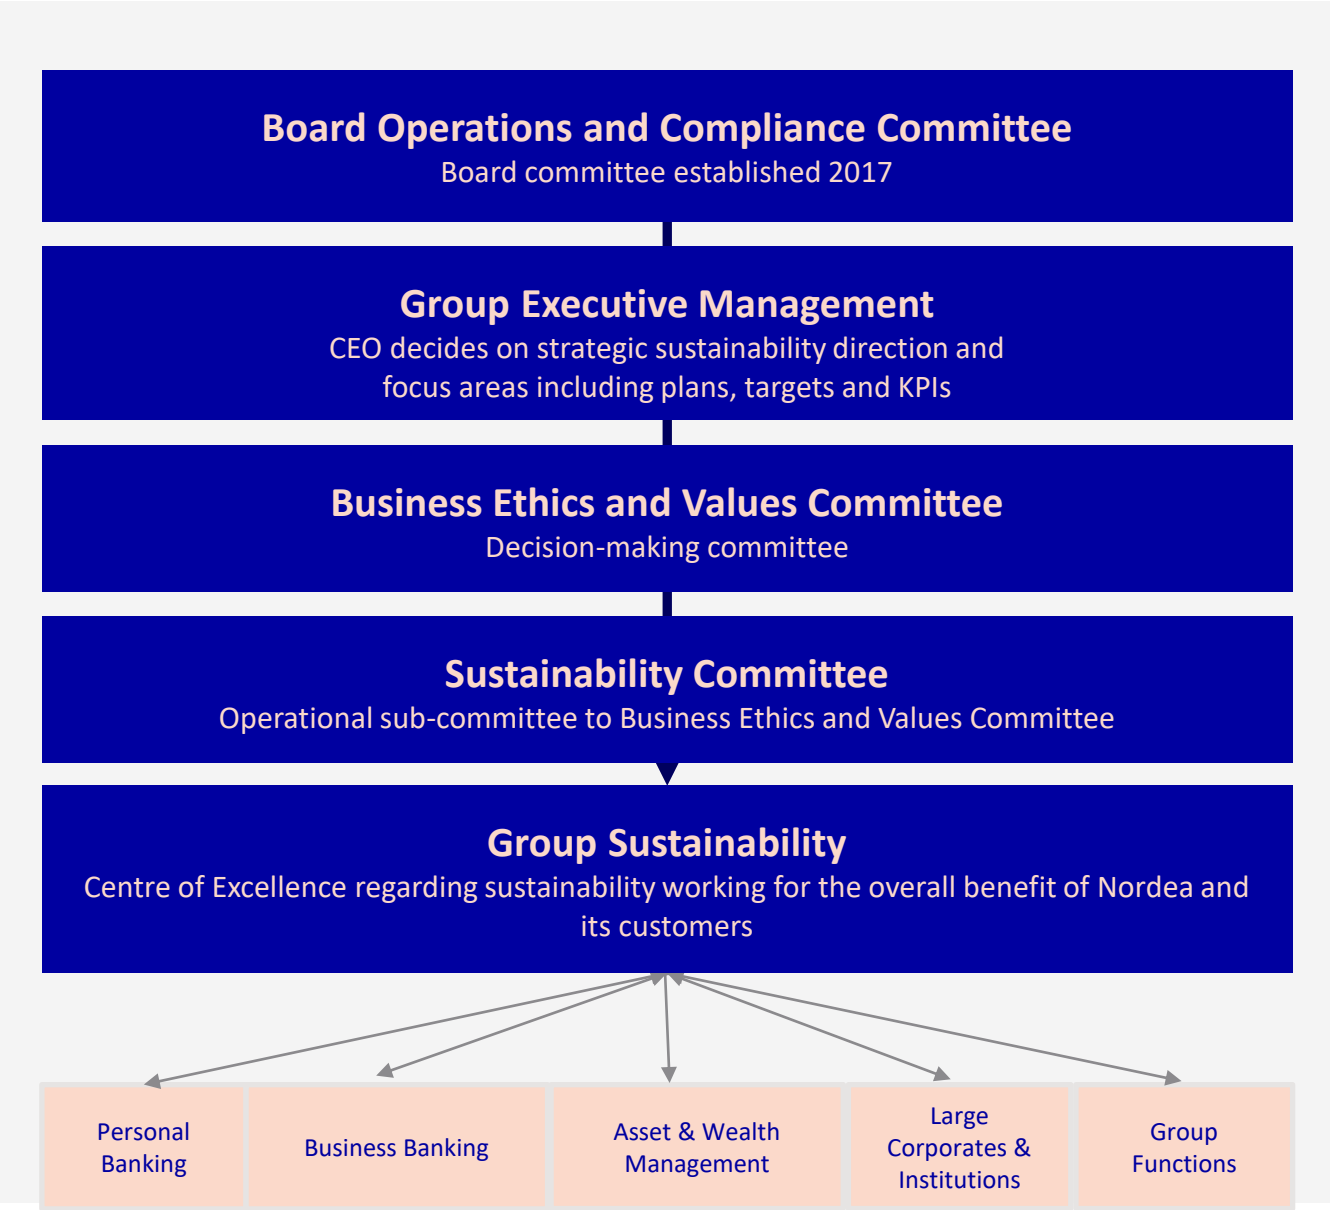 Board Operations and Compliance Committee
Board committee established 2017
Group Executive Management
CEO decides on strategic sustainability direction and
focus areas including plans, targets and KPIs
Business Ethics and Values Committee
Decision-making committee
Sustainability Committee
Operational sub-committee to Business Ethics and Values Committee
Group Sustainability
Centre of Excellence regarding sustainability working for the overall benefit of Nordea and
its customers
Personal
Banking
Business Banking
Asset & Wealth
Management
Large
Corporates &
Institutions
Group
Functions